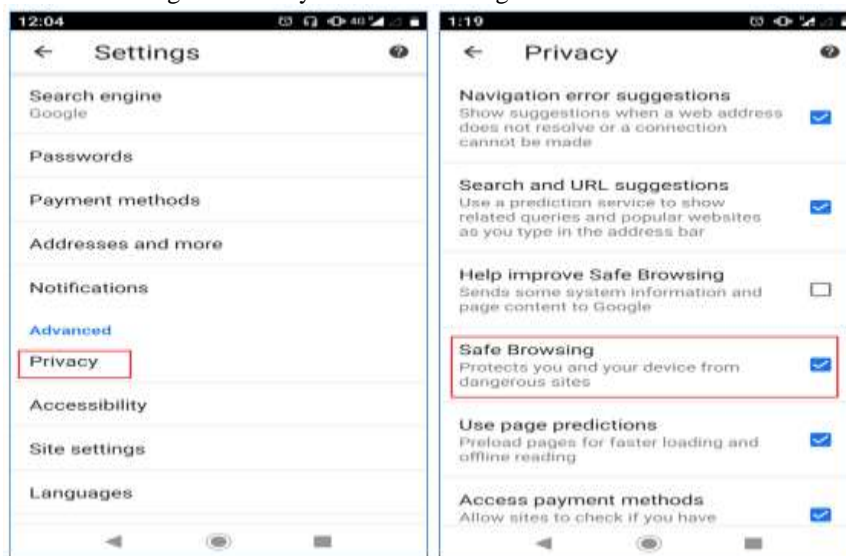 12:04
Settings
Search engine
Google
Passwords
Payment methods
Addresses and more
Notifications
Advanced
Privacy
Accessibility
Site settings
Languages
1:19
Privacy
Navigation error suggestions
Show suggestions when a web address
does not resolve or a connection
cannot be made
Search and URL suggestions
Use a prediction service to show
related queries and popular websites
as you type in the address bar
Help improve Safe Browsing
Sends some system information and
page content to Google
Safe Browsing
Protects you and your device from
dangerous sites
Use page predictions
Preload pages for faster loading and
offline reading
Access payment methods
Allow sites to check if you have